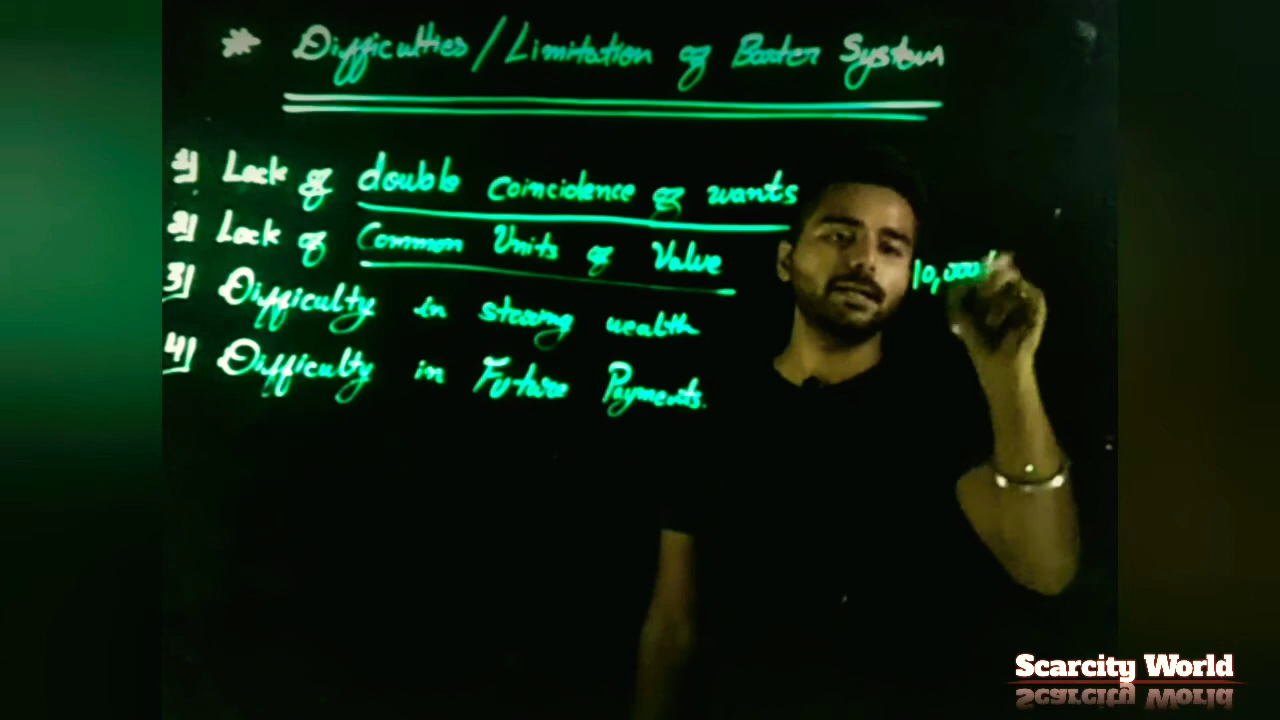 * Difficulties / Limitation of Barter System
1) Lack of double coincidence of wants
2) Lack of Common Units of Value
3) Difficulty in storing wealth
4) Difficulty in Future Payments.
10,000
Scarcity World